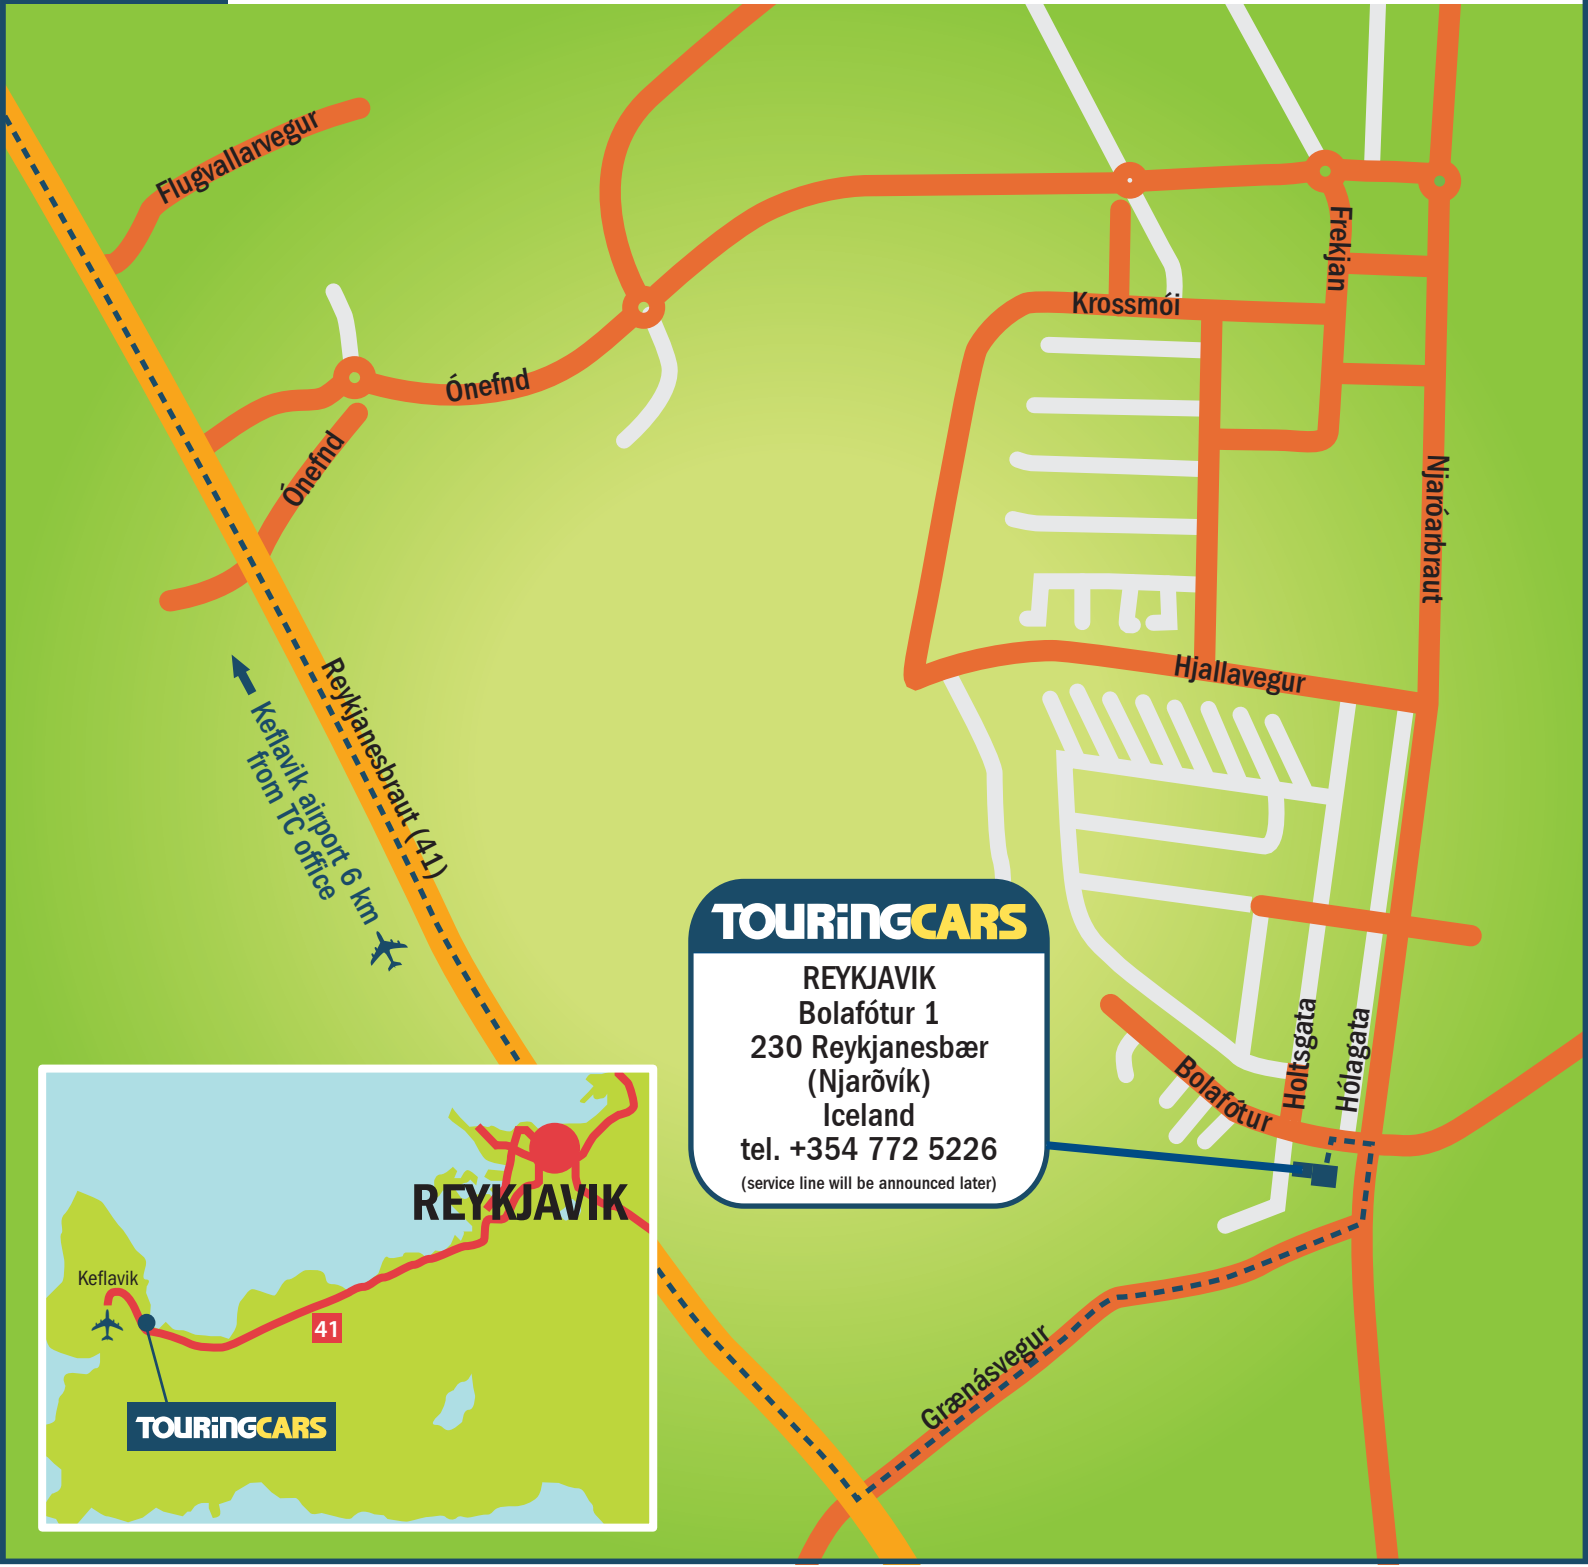 Flugvallarvegur
Frekjan
Krossmói
Ónefnd
Ónefnd
Njaróarbraut
Reykjanesbraut (41)
Hjallavegur
Keflavik airport 6 km
from TC office
TOURiNGCARS
REYKJAVIK
Bolafótur 1
230 Reykjanesbær
(Njarõvík)
Iceland
tel. +354 772 5226
(service line will be announced later)
Holtsgata
Hólagata
Bolafótur
REYKJAVIK
Keflavik
41
TOURiNGCARS
Grænásvegur